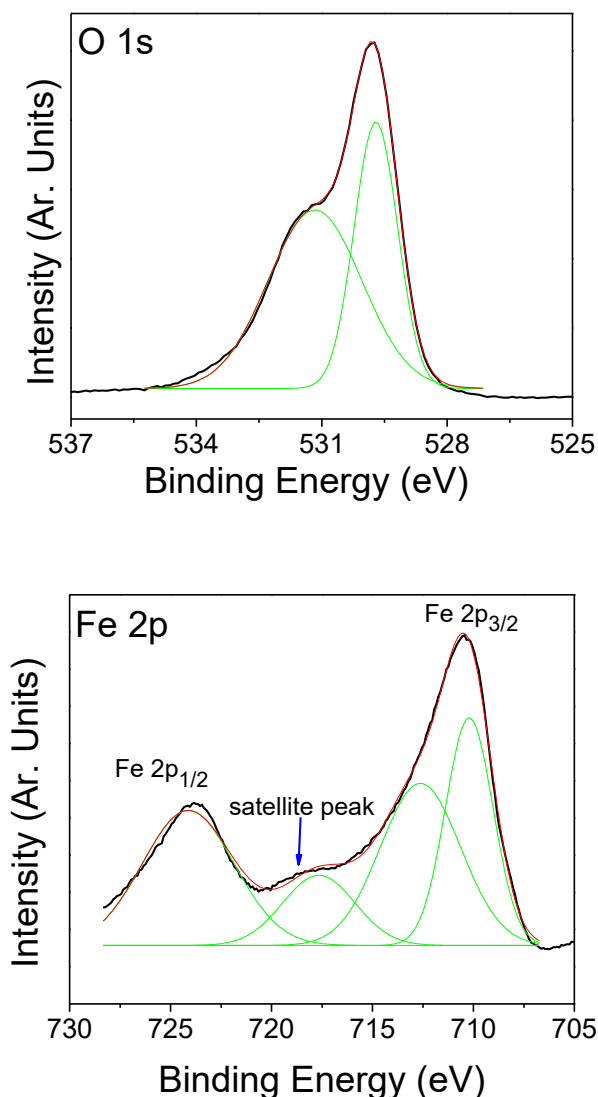 O 1s
Intensity (Ar. Units)
537 534 531 528 525
Binding Energy (eV)
Fe 2p
Fe 2p3/2
Fe 2p1/2
satellite peak
Intensity (Ar. Units)
730 725 720 715 710 705
Binding Energy (eV)